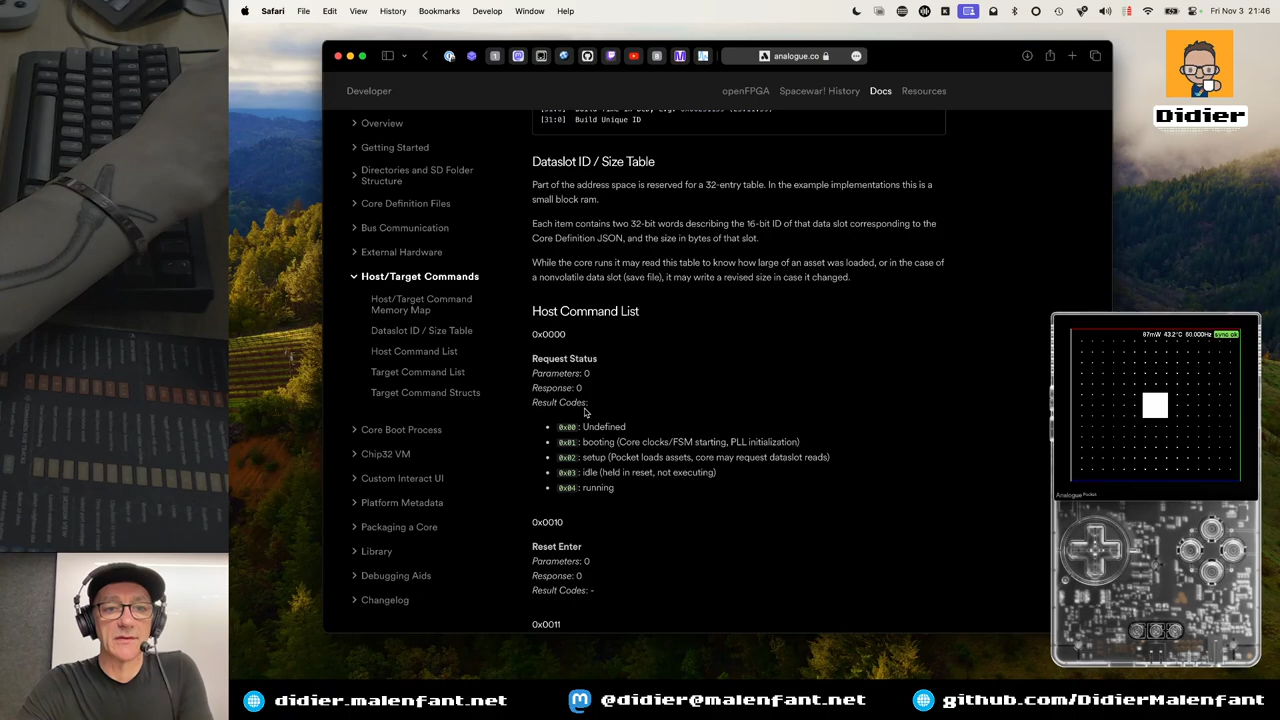 Safari File Edit View History Bookmarks Develop Window Help Fri Nov 3 21:46
analogue.co
Developer openFPGA Spacewar! History Docs Resources
[31:0] Build Unique ID
Overview
Getting Started
Directories and SD Folder
Structure
Core Definition Files
Bus Communication
External Hardware
Host/Target Commands
Host/Target Command
Memory Map
Dataslot ID / Size Table
Host Command List
Target Command List
Target Command Structs
Core Boot Process
Chip32 VM
Custom Interact UI
Platform Metadata
Packaging a Core
Library
Debugging Aids
Changelog
Dataslot ID / Size Table
Part of the address space is reserved for a 32-entry table. In the example implementations this is a
small block ram.
Each item contains two 32-bit words describing the 16-bit ID of that data slot corresponding to the
Core Definition JSON, and the size in bytes of that slot.
While the core runs it may read this table to know how large of an asset was loaded, or in the case of
a nonvolatile data slot (save file), it may write a revised size in case it changed.
Host Command List
0x0000
Request Status
Parameters: 0
Response: 0
Result Codes:
0x00: Undefined
0x01: booting (Core clocks/FSM starting, PLL initialization)
0x02: setup (Pocket loads assets, core may request dataslot reads)
0x03: idle (held in reset, not executing)
0x04: running
0x0010
Reset Enter
Parameters: 0
Response: 0
Result Codes: -
0x0011
Didier
87mW 43.2°C 60.000Hz sync ok
Analogue Pocket
didier.malenfant.net
@didier@malenfant.net
github.com/DidierMalenfant